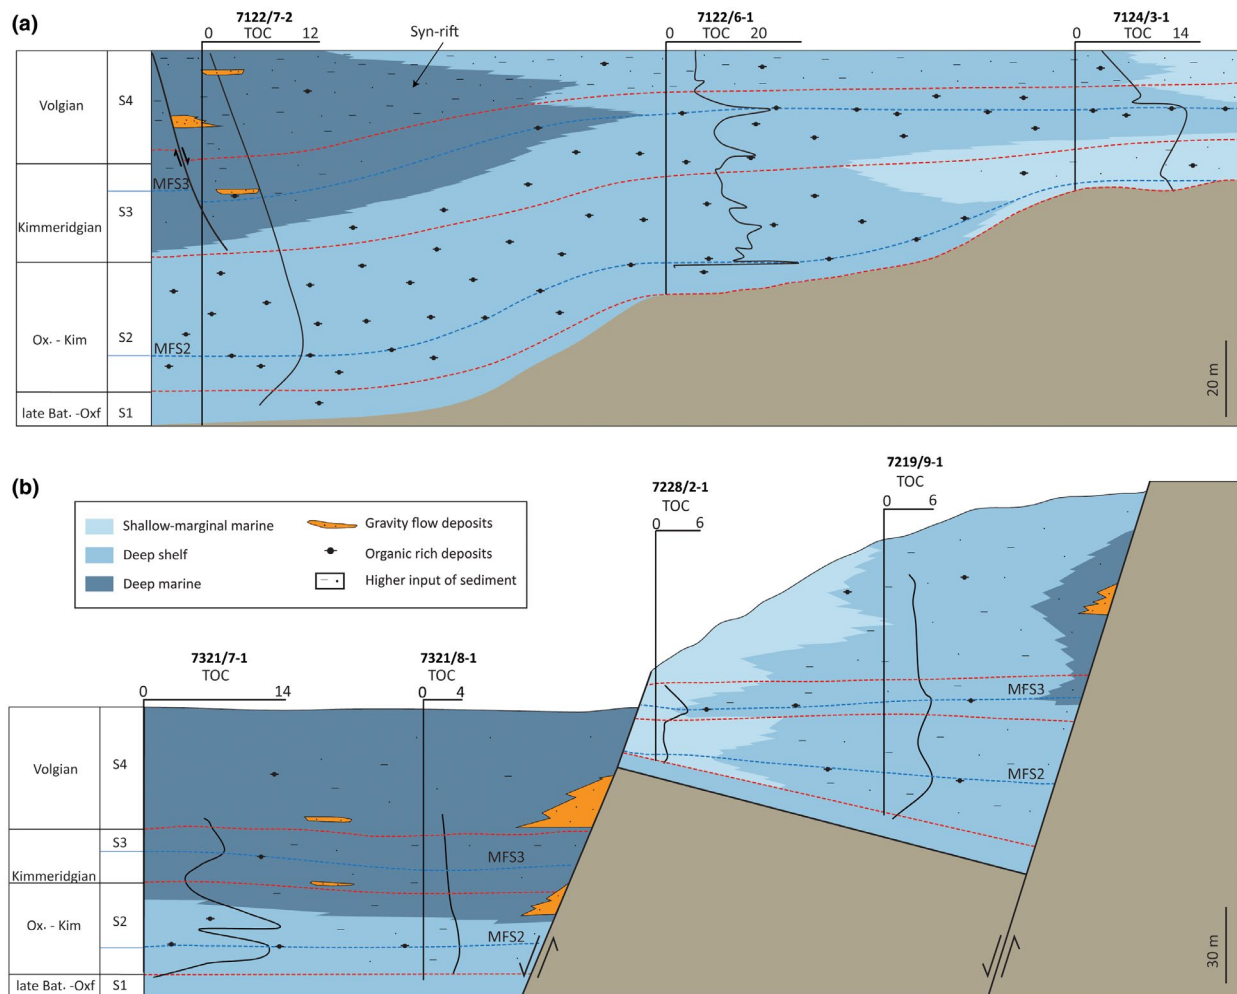 (a)
7122/7-2
0 TOC 12
Syn-rift
7122/6-1
0 TOC 20
7124/3-1
0 TOC 14
Volgian S4
MFS3
Kimmeridgian S3
Ox. - Kim S2
MFS2
late Bat. -Oxf S1
20 m
(b)
Shallow-marginal marine
Deep shelf
Deep marine
Gravity flow deposits
Organic rich deposits
Higher input of sediment
7228/2-1
TOC
0 6
7219/9-1
TOC
0 6
MFS3
MFS2
7321/7-1
TOC
0 14
7321/8-1
TOC
0 4
Volgian S4
S3
MFS3
Kimmeridgian
Ox. - Kim S2
MFS2
late Bat. -Oxf S1
30 m